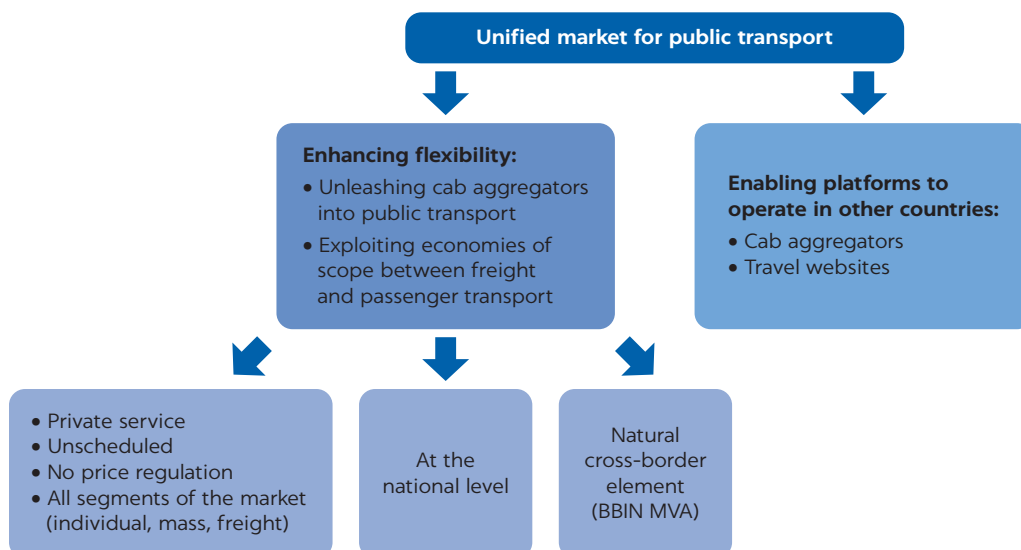 Unified market for public transport
Enhancing flexibility:
• Unleashing cab aggregators
into public transport
• Exploiting economies of
scope between freight
and passenger transport
Enabling platforms to
operate in other countries:
• Cab aggregators
• Travel websites
• Private service
• Unscheduled
• No price regulation
• All segments of the market
(individual, mass, freight)
At the
national level
Natural
cross-border
element
(BBIN MVA)